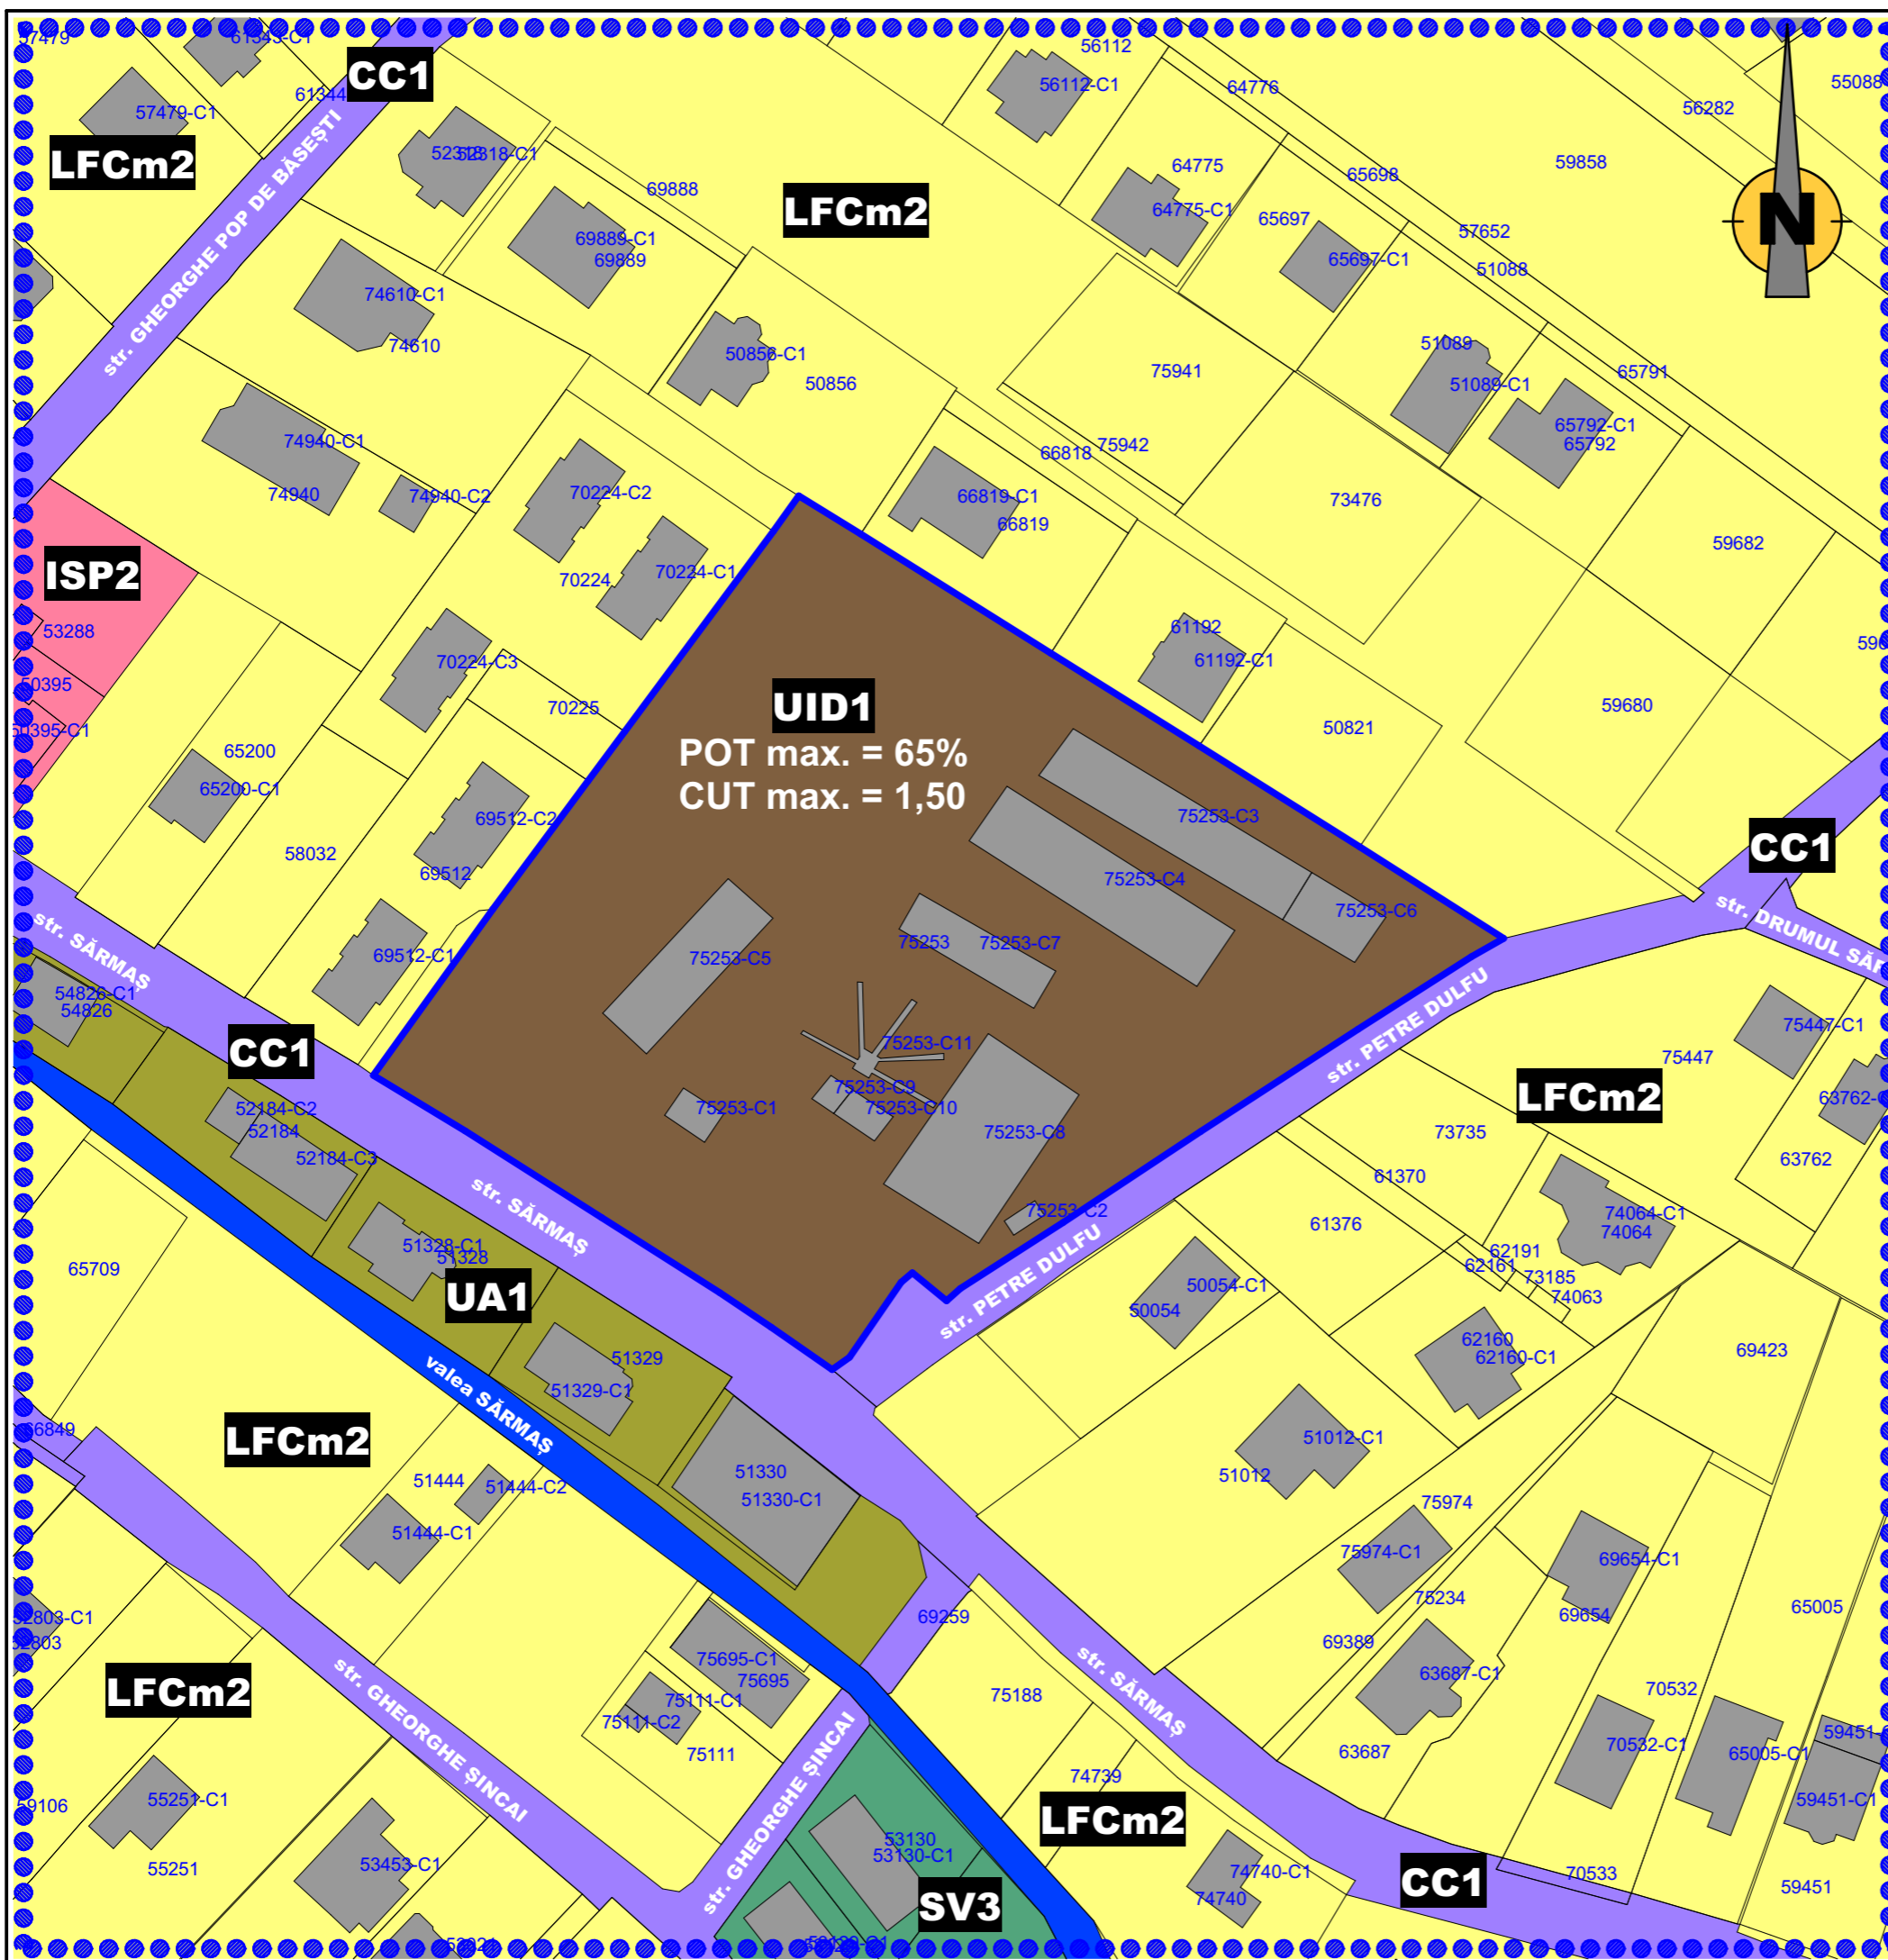 57479
61343-C1
CC1
56112
56112-C1
64776
56282
55088
57479-C1
61344
LFCm2
52318
52318-C1
69888
LFCm2
64775
64775-C1
65698
59858
65697
65697-C1
57652
51088
N
str. GHEORGHE POP DE BĂSEȘTI
69889-C1
69889
74610-C1
74610
50856-C1
50856
75941
51089
51089-C1
65791
65792-C1
65792
74940-C1
74940
74940-C2
70224-C2
66818
75942
66819-C1
66819
73476
59682
ISP2
53288
70224
70224-C1
61192
61192-C1
50395
50395-C1
70224-C3
70225
UID1
POT max. = 65%
CUT max. = 1,50
50821
59680
65200
65200-C1
58032
69512-C2
69512
75253-C3
75253-C4
75253-C6
CC1
str. SĂRMAȘ
69512-C1
75253-C5
75253
75253-C7
str. DRUMUL
54826-C1
54826
CC1
75253-C11
75253-C9
75253-C10
75253-C1
75253-C8
75253-C2
str. PETRE DULFU
75447-C1
75447
LFCm2
63762
52184-C2
52184
52184-C3
str. SĂRMAȘ
73735
61370
61376
74064-C1
74064
62191
62161
73185
74063
65709
51328-C1
51328
UA1
str. PETRE DULFU
50054-C1
50054
62160
62160-C1
69423
51329
51329-C1
valea SĂRMAȘ
66849
LFCm2
51330
51330-C1
51444
51444-C2
51444-C1
51012-C1
51012
75974
75974-C1
69654-C1
69654
75234
65005
52803-C1
52803
69259
69389
LFCm2
str. GHEORGHE ȘINCAI
75695-C1
75695
75111-C1
75111-C2
75111
75188
str. SĂRMAȘ
63687-C1
63687
70532
70532-C1
65005-C1
59451-C1
59106
55251-C1
55251
53453-C1
str. GHEORGHE ȘINCAI
53130
53130-C1
74739
LFCm2
74740-C1
74740
SV3
CC1
70533
59451